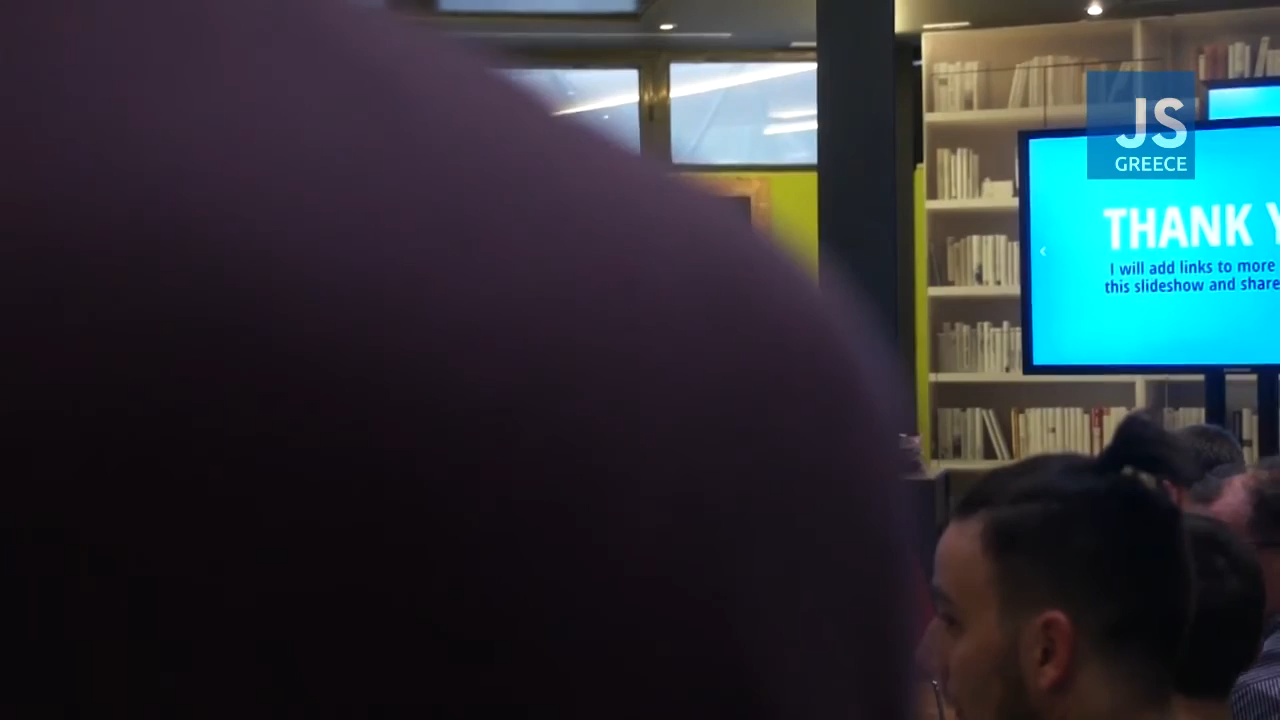 JS
GREECE
THANK
I will add links to more
this slideshow and share